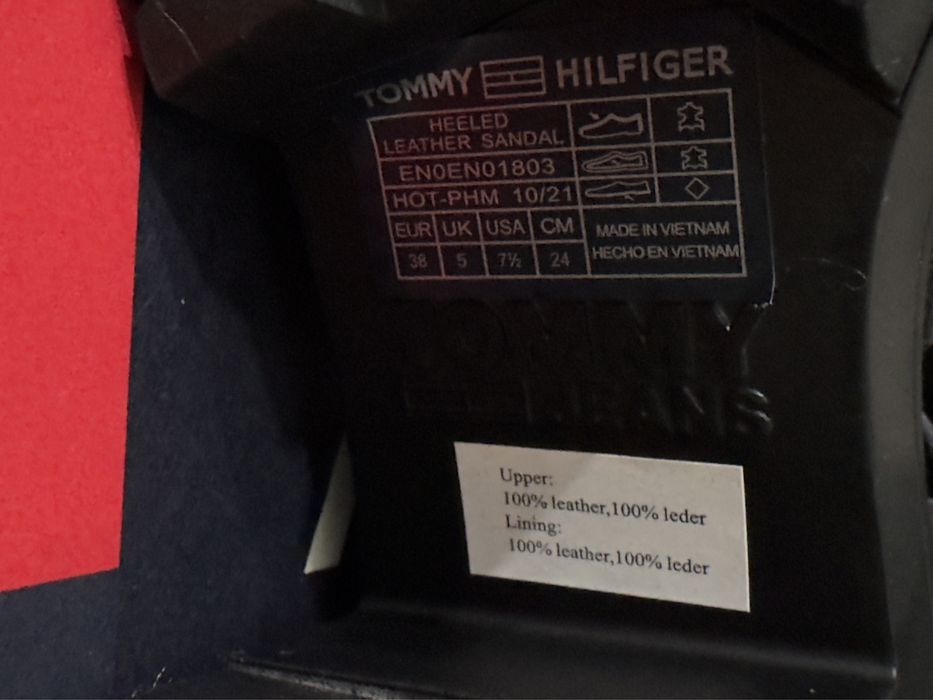 TOMMY HILFIGER
HEELED
LEATHER SANDAL
EN0EN01803
HOT-PHM 10/21
EUR UK USA CM
38 5 7½ 24
MADE IN VIETNAM
HECHO EN VIETNAM
TOMMY
JEANS
Upper:
100% leather,100% leder
Lining:
100% leather,100% leder